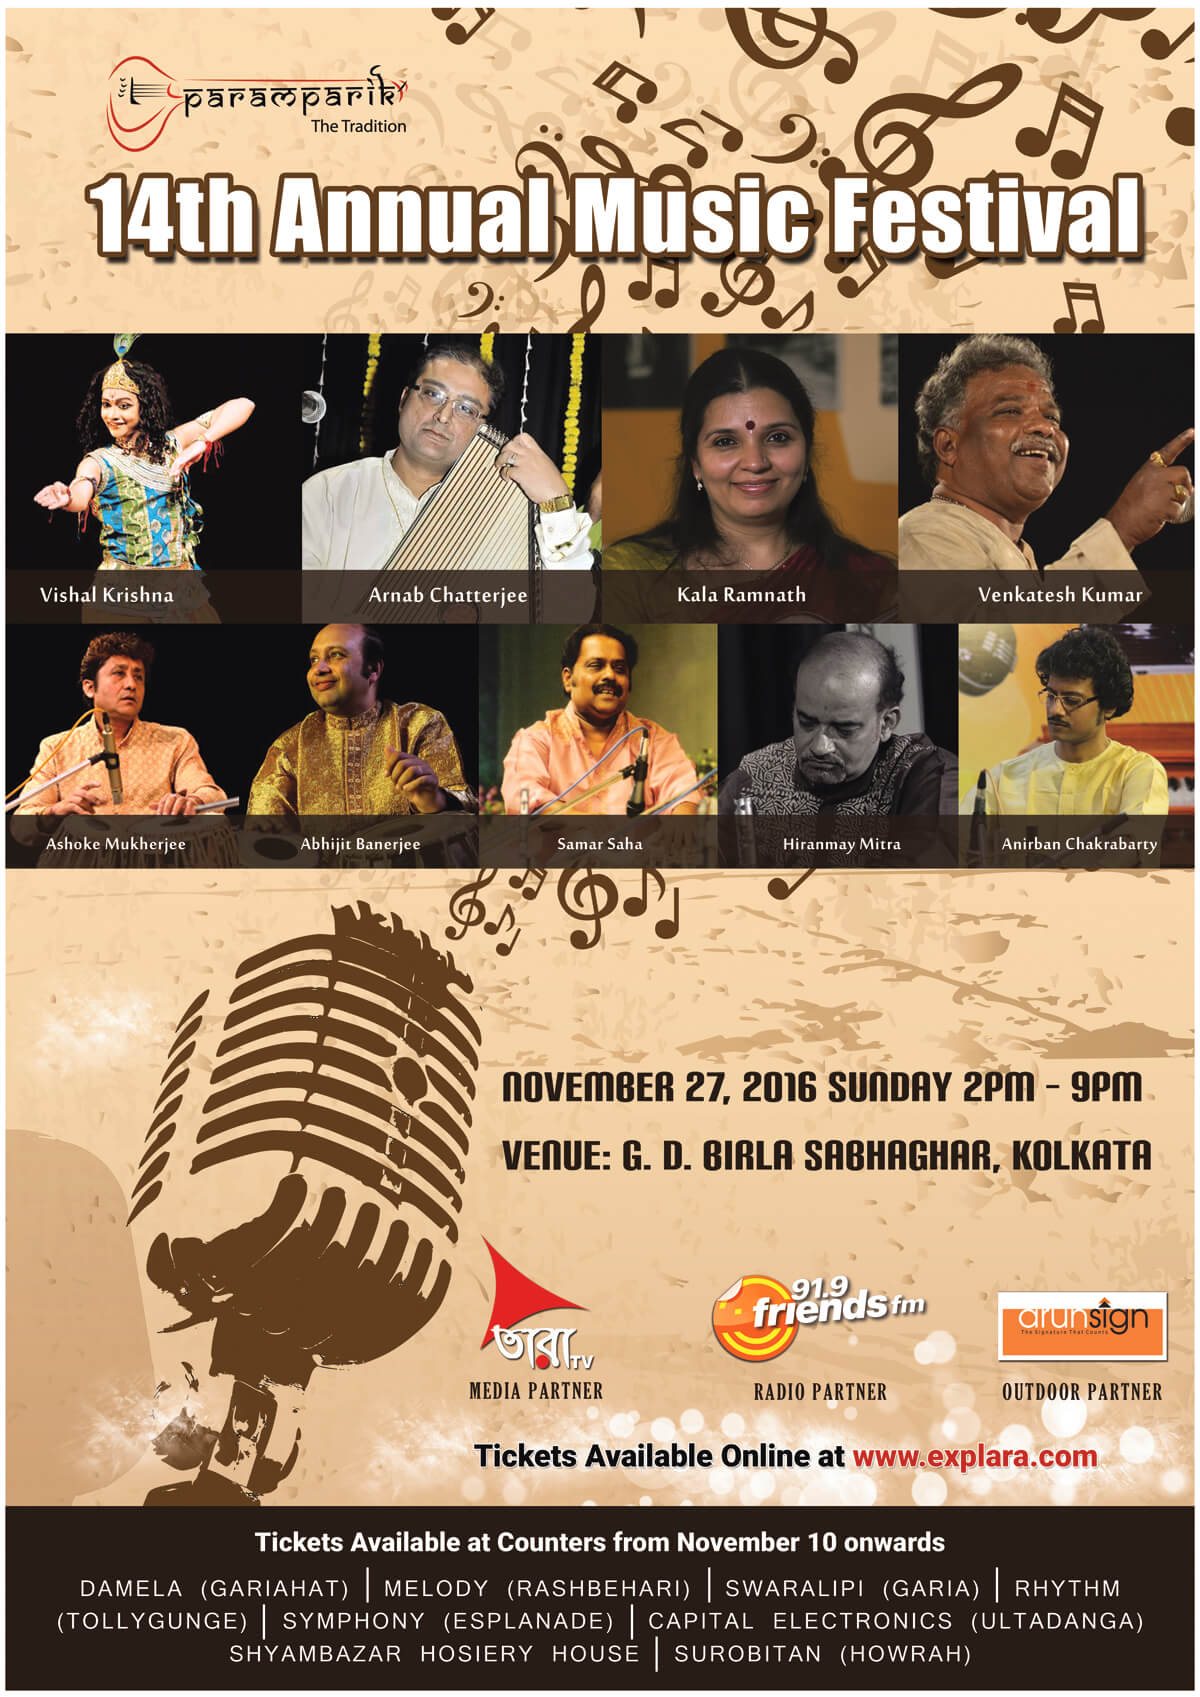 paramparik
The Tradition
14th Annual Music Festival
Vishal Krishna
Arnab Chatterjee
Kala Ramnath
Venkatesh Kumar
Ashoke Mukherjee
Abhijit Banerjee
Samar Saha
Hiranmay Mitra
Anirban Chakrabarty
NOVEMBER 27, 2016 SUNDAY 2PM - 9PM
VENUE: G. D. BIRLA SABHAGHAR, KOLKATA
তারা TV
MEDIA PARTNER
91.9
friends fm
RADIO PARTNER
arunsign
The Signature That Counts
OUTDOOR PARTNER
Tickets Available Online at www.explara.com
Tickets Available at Counters from November 10 onwards
DAMELA (GARIAHAT) | MELODY (RASHBEHARI) | SWARALIPI (GARIA) | RHYTHM
(TOLLYGUNGE) | SYMPHONY (ESPLANADE) | CAPITAL ELECTRONICS (ULTADANGA)
SHYAMBAZAR HOSIERY HOUSE | SUROBITAN (HOWRAH)